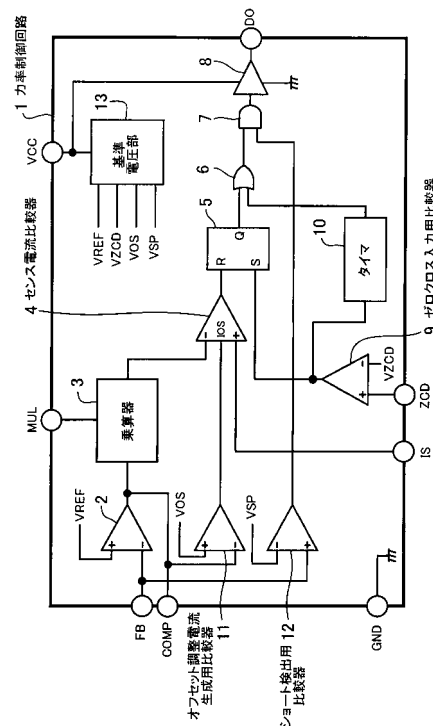 1 力率制御回路
VCC
13
基準
電圧部
VREF
VZCD
VOS
VSP
DO
8
7
6
5
R
S
Q
4 センス電流比較器
IOS
-
-
+
10
タイマ
9 ゼロクロス入力用比較器
-
+
VZCD
ZCD
IS
MUL
3
乗算器
VREF
2
+
-
VOS
+
-
11
オフセット調整電流
生成用比較器
VSP
-
+
12
ショート検出用
比較器
FB
COMP
GND